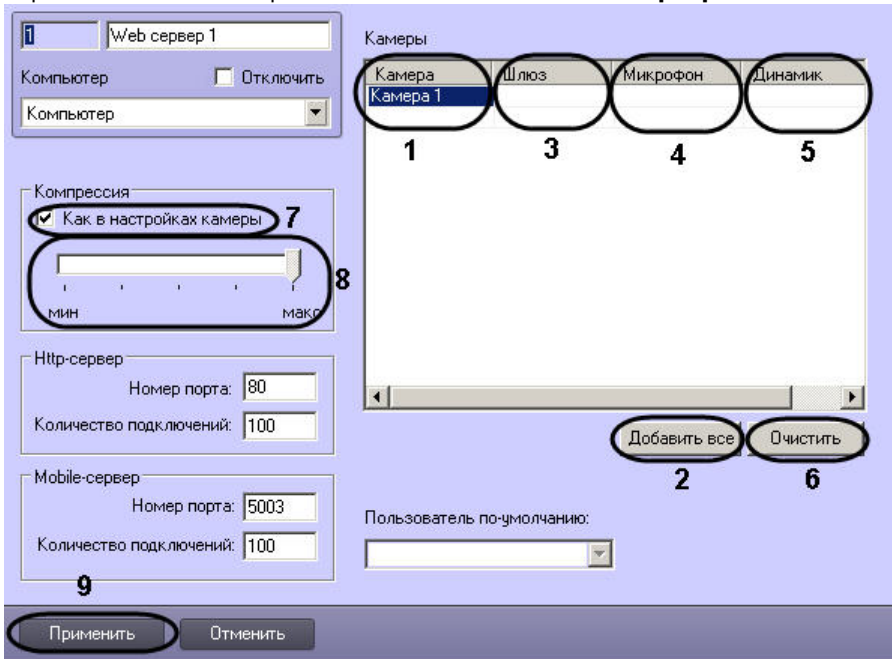 1 Web сервер 1
Компьютер Отключить
Компьютер
Компрессия
Как в настройках камеры 7
8
мин макс
Http-сервер
Номер порта: 80
Количество подключений: 100
Mobile-сервер
Номер порта: 5003
Количество подключений: 100
9
Камеры
Камера Шлюз Микрофон Динамик
Камера 1
1 3 4 5
Добавить все Очистить
2 6
Пользователь по-умолчанию:
Применить Отменить